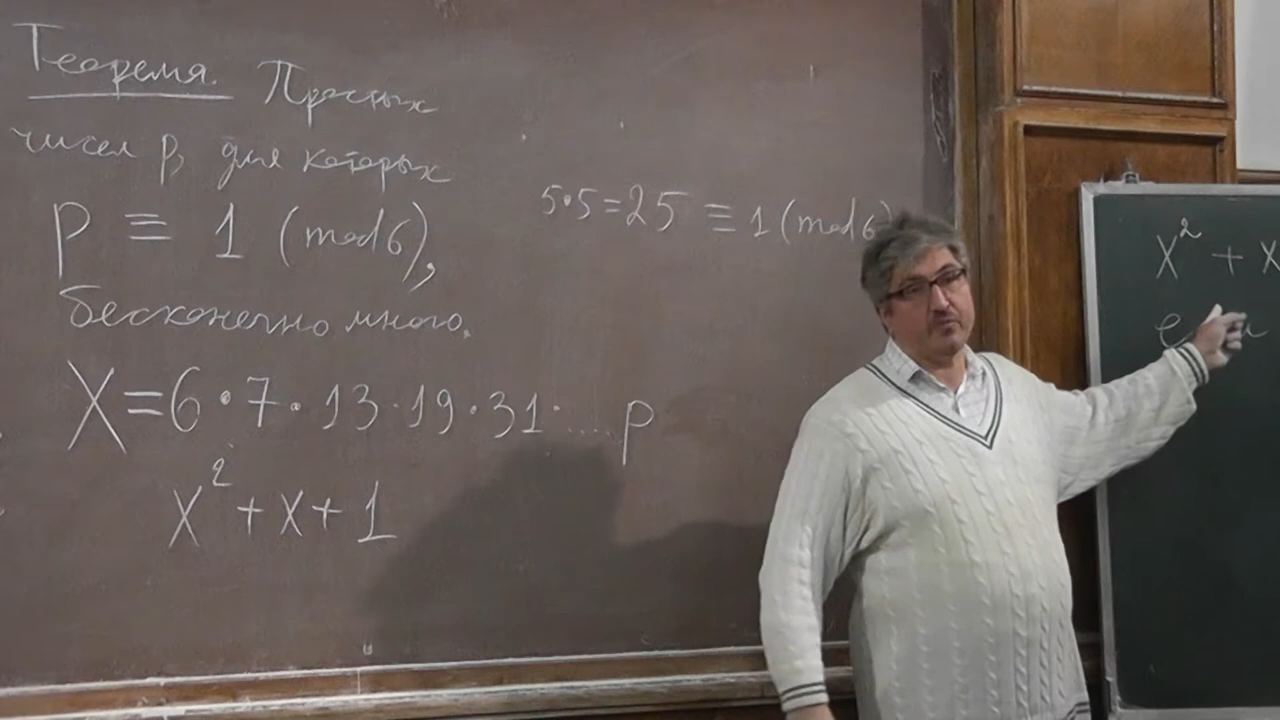 Теорема. Простых
чисел p, для которых
p ≡ 1 (mod 6),
бесконечно много.
X = 6 · 7 · 13 · 19 · 31 · .... p
x² + x + 1
5·5=25 ≡ 1 (mod 6
x² + x